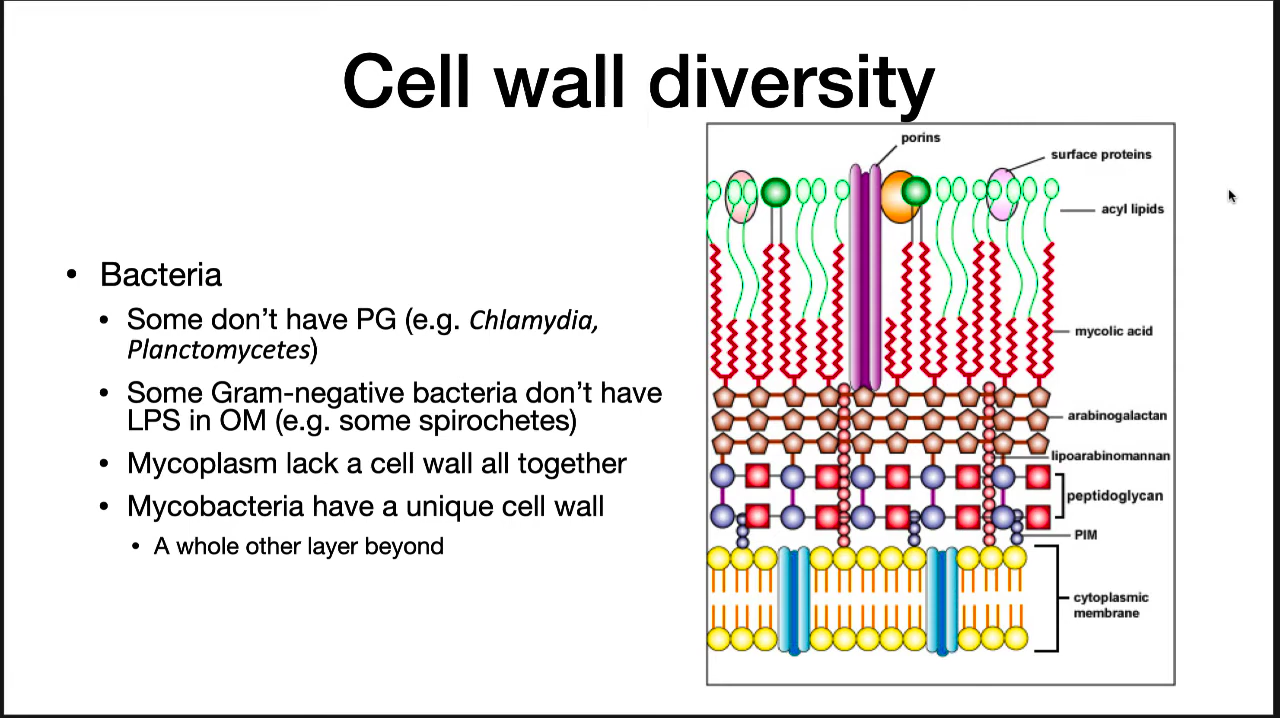 Cell wall diversity
porins
surface proteins
acyl lipids
• Bacteria
• Some don’t have PG (e.g. Chlamydia,
Planctomycetes)
• Some Gram-negative bacteria don’t have
LPS in OM (e.g. some spirochetes)
• Mycoplasm lack a cell wall all together
• Mycobacteria have a unique cell wall
• A whole other layer beyond
mycolic acid
arabinogalactan
lipoarabinomannan
peptidoglycan
PIM
cytoplasmic
membrane